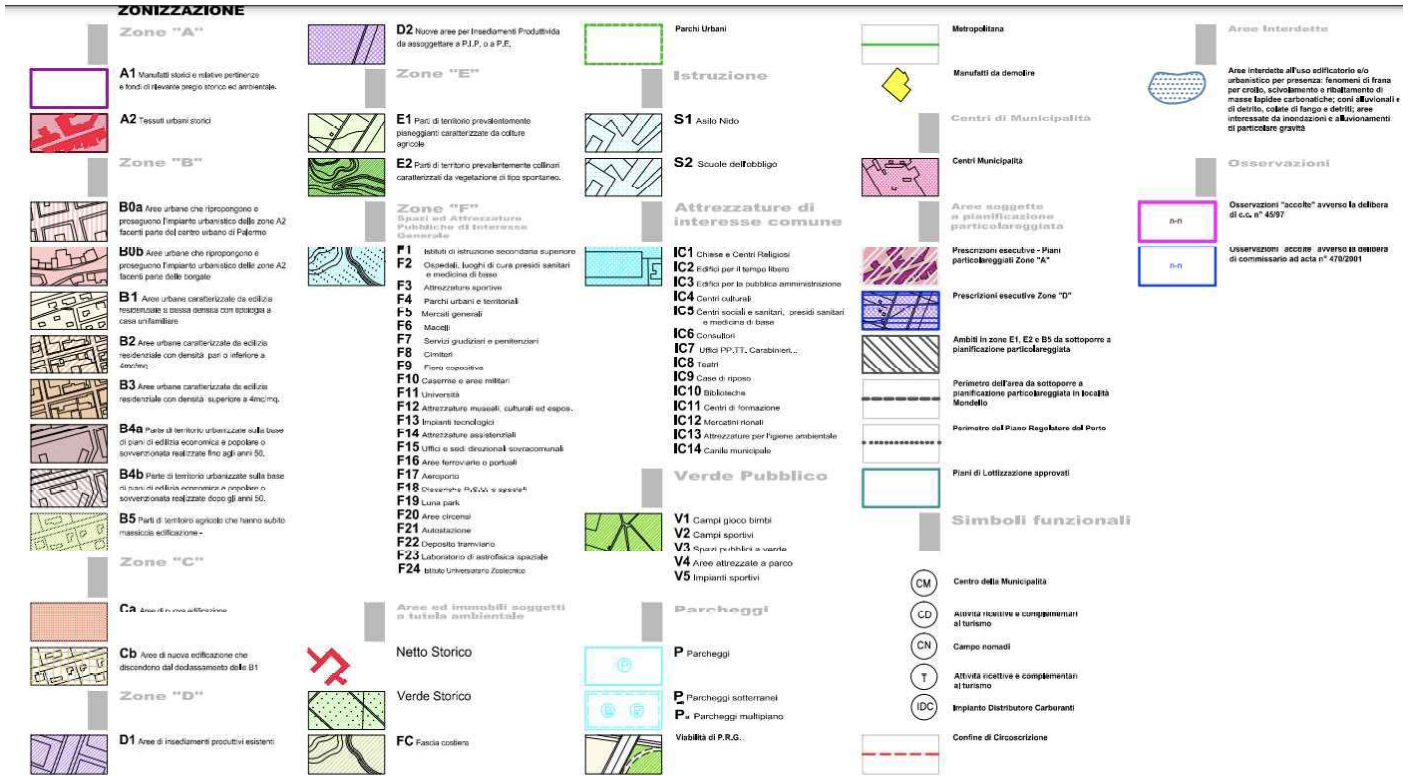 ZONIZZAZIONE
Zone "A"
A1 Manufatti storici e relative pertinenze
e fondi di rilevante pregio storico ed ambientale.
A2 Tessuti urbani storici
Zone "B"
B0a Aree urbane che ripropongono e
proseguono l'impianto urbanistico delle zone A2
facenti parte del centro urbano di Palermo
B0b Aree urbane che ripropongono e
proseguono l'impianto urbanistico delle zone A2
facenti parte delle borgate
B1 Aree urbane caratterizzate da edilizia
residenziale a bassa densità con tipologia a
casa unifamiliare
B2 Aree urbane caratterizzate da edilizia
residenziale con densità pari o inferiore a
4mc/mq
B3 Aree urbane caratterizzate da edilizia
residenziale con densità superiore a 4mc/mq.
B4a Parte di territorio urbanizzate sulla base
di piani di edilizia economica e popolare o
sovvenzionata realizzate fino agli anni 50.
B4b Parte di territorio urbanizzate sulla base
di piani di edilizia economica e popolare o
sovvenzionata realizzate dopo gli anni 50.
B5 Parti di territoiro agricolo che hanno subito
massiccia edificazione -
Zone "C"
Ca Aree di nuova edificazione
Cb Aree di nuova edificazione che
discendono dal declassamento delle B1
Zone "D"
D1 Aree di insediamenti produttivi esistenti
D2 Nuove aree per Insediamenti Produttivida
da assoggettare a P.I.P. o a P.E.
Zone "E"
E1 Parti di territorio prevalentemente
pianeggianti caratterizzate da colture
agricole
E2 Parti di territorio prevalentemente collinari
caratterizzati da vegetazione di tipo spontaneo.
Zone "F"
Spazi ed Attrezzature
Pubbliche di Interesse
Generale
F1 Istituti di istruzione secondaria superiore
F2 Ospedali, luoghi di cura presidi sanitari
e medicina di base
F3 Attrezzature sportive
F4 Parchi urbani e territoriali
F5 Mercati generali
F6 Macelli
F7 Servizi giudiziari e penitenziari
F8 Cimiteri
F9 Fiera espositiva
F10 Caserme e aree militari
F11 Università
F12 Attrezzature museali, culturali ed espos.
F13 Impianti tecnologici
F14 Attrezzature assistenziali
F15 Uffici e sedi direzionali sovracomunali
F16 Aree ferroviarie o portuali
F17 Aeroporto
F18 Discariche R.S.U. e speciali
F19 Luna park
F20 Aree circensi
F21 Autostazione
F22 Deposito tramviario
F23 Laboratorio di astrofisica spaziale
F24 Istituto Universitario Zootecnico
Aree ed immobili soggetti
a tutela ambientale
Netto Storico
Verde Storico
FC Fascia costiera
Parchi Urbani
Istruzione
S1 Asilo Nido
S2 Scuole dell'obbligo
Attrezzature di
interesse comune
IC1 Chiese e Centri Religiosi
IC2 Edifici per il tempo libero
IC3 Edifici per la pubblica amministrazione
IC4 Centri culturali
IC5 Centri sociali e sanitari, presidi sanitari
e medicina di base
IC6 Consultori
IC7 Uffici PP.TT. Carabinieri...
IC8 Teatri
IC9 Case di riposo
IC10 Biblioteche
IC11 Centri di formazione
IC12 Mercatini rionali
IC13 Attrezzature per l'igiene ambientale
IC14 Canile municipale
Verde Pubblico
V1 Campi gioco bimbi
V2 Campi sportivi
V3 Spazi pubblici a verde
V4 Aree attrezzate a parco
V5 Impianti sportivi
Parcheggi
P
P Parcheggi
P Parcheggi sotterranei
P Parcheggi multipiano
Viabilità di P.R.G.
Metropolitana
Manufatti da demolire
Centri di Municipalità
Centri Municipalità
Aree soggette
a planificazione
particolareggiata
Prescrizioni esecutive - Piani
particolareggiati Zone "A"
Prescrizioni esecutive Zone "D"
Ambiti in zone E1, E2 e B5 da sottoporre a
pianificazione particolareggiata
Perimetro dell'area da sottoporre a
pianificazione particolareggiata in località
Mondello
Perimetro del Piano Regolatore del Porto
Piani di Lottizzazione approvati
Simboli funzionali
CM Centro della Municipalità
CD Attività ricettive e complementari
al turismo
CN Campo nomadi
T Attività ricettive e complementari
al turismo
IDC Impianto Distributore Carburanti
Confine di Circoscrizione
Aree Interdette
Aree interdette all'uso edificatorio e/o
urbanistico per presenza: fenomeni di frana
per crollo, scivolamento e ribaltamento di
masse lapidee carbonatiche; coni alluvionali e
di detrito, colate di fango e detriti; aree
interessate da inondazioni e alluvionamenti
di particolare gravità
Osservazioni
n-n
Osservazioni "accolte" avverso la delibera
di c.c. n° 45/97
n-n
Osservazioni "accolte" avverso la delibera
di commissario ad acta n° 470/2001